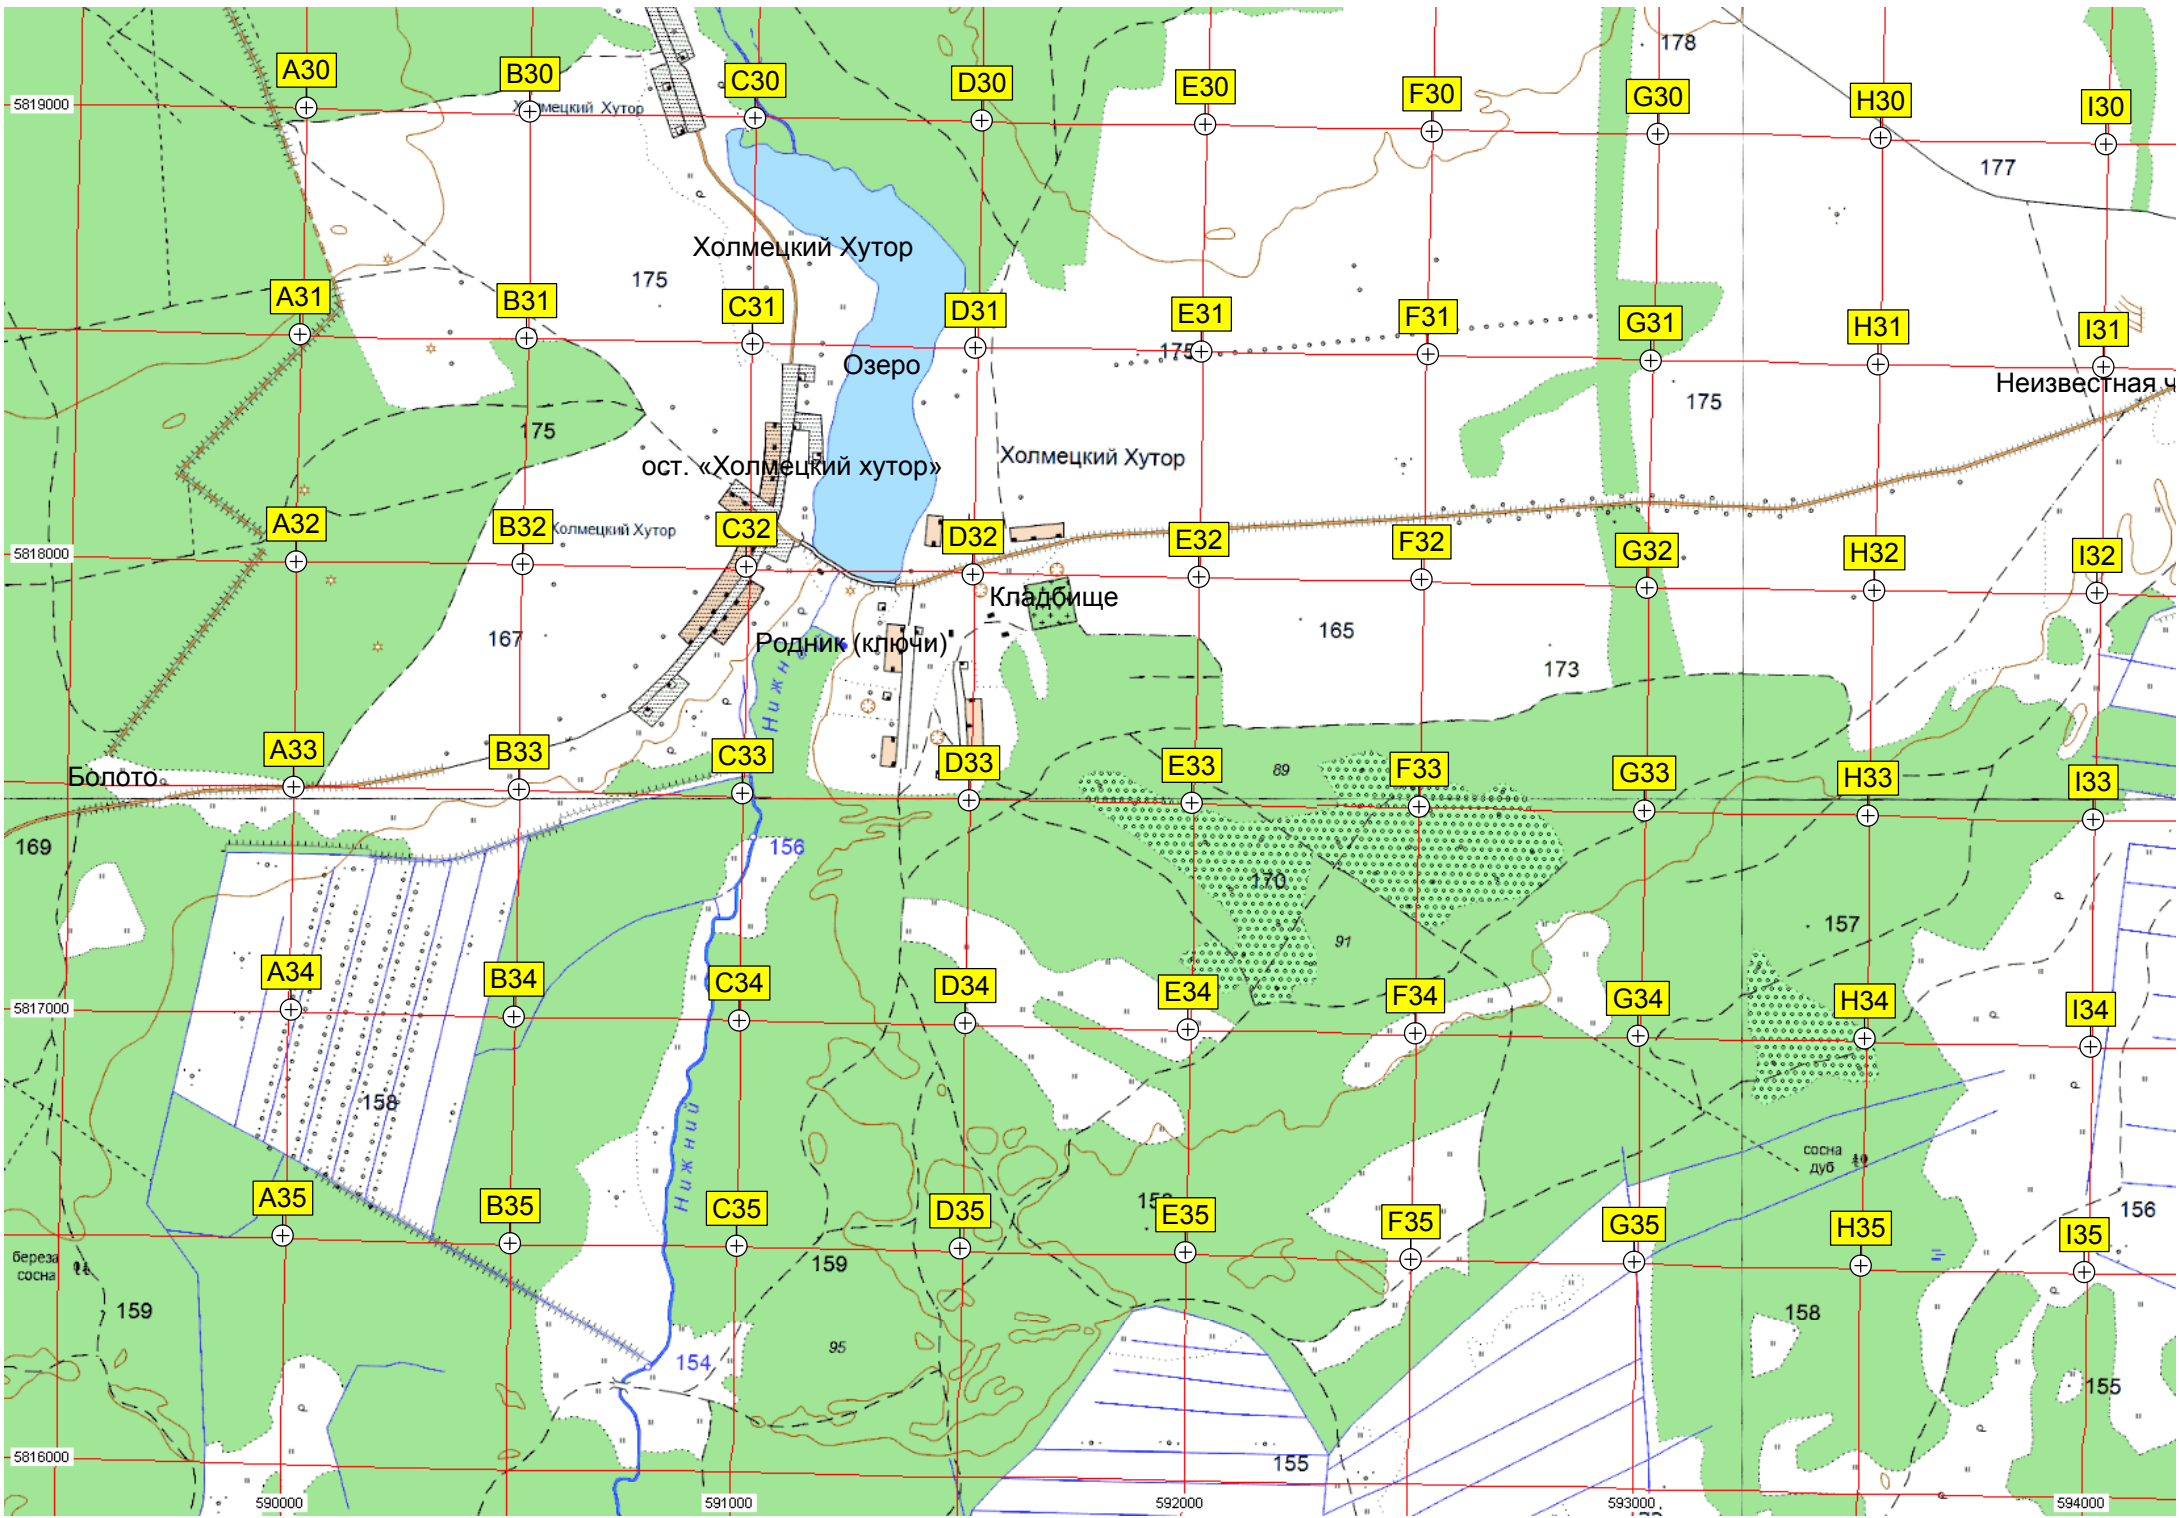 178
A30
B30
C30
D30
E30
F30
G30
H30
I30
5819000
Холмецкий Хутор
177
Холмецкий Хутор
175
A31
B31
C31
D31
E31
F31
G31
H31
I31
175
Озеро
Неизвестная ч
175
175
ост. «Холмецкий хутор»
Холмецкий Хутор
A32
B32
C32
D32
E32
F32
G32
H32
I32
Холмецкий Хутор
5818000
Кладбище
167
Родник (ключи)
165
173
Нижн
A33
B33
C33
D33
E33
F33
G33
H33
I33
Болото
89
169
156
170
157
91
A34
B34
C34
D34
E34
F34
G34
H34
I34
5817000
158
Нижний
сосна
дуб
A35
B35
C35
D35
E35
F35
G35
H35
I35
156
береза
сосна
159
159
158
95
154
155
155
5816000
590000
591000
592000
593000
594000